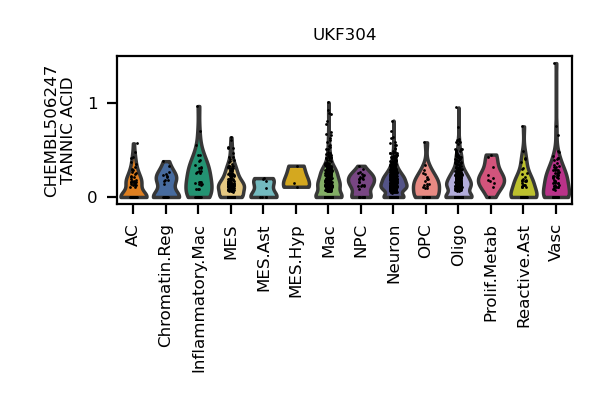 UKF304
CHEMBL506247
TANNIC ACID
1
0
AC
Chromatin.Reg
Inflammatory.Mac
MES
MES.Ast
MES.Hyp
Mac
NPC
Neuron
OPC
Oligo
Prolif.Metab
Reactive.Ast
Vasc